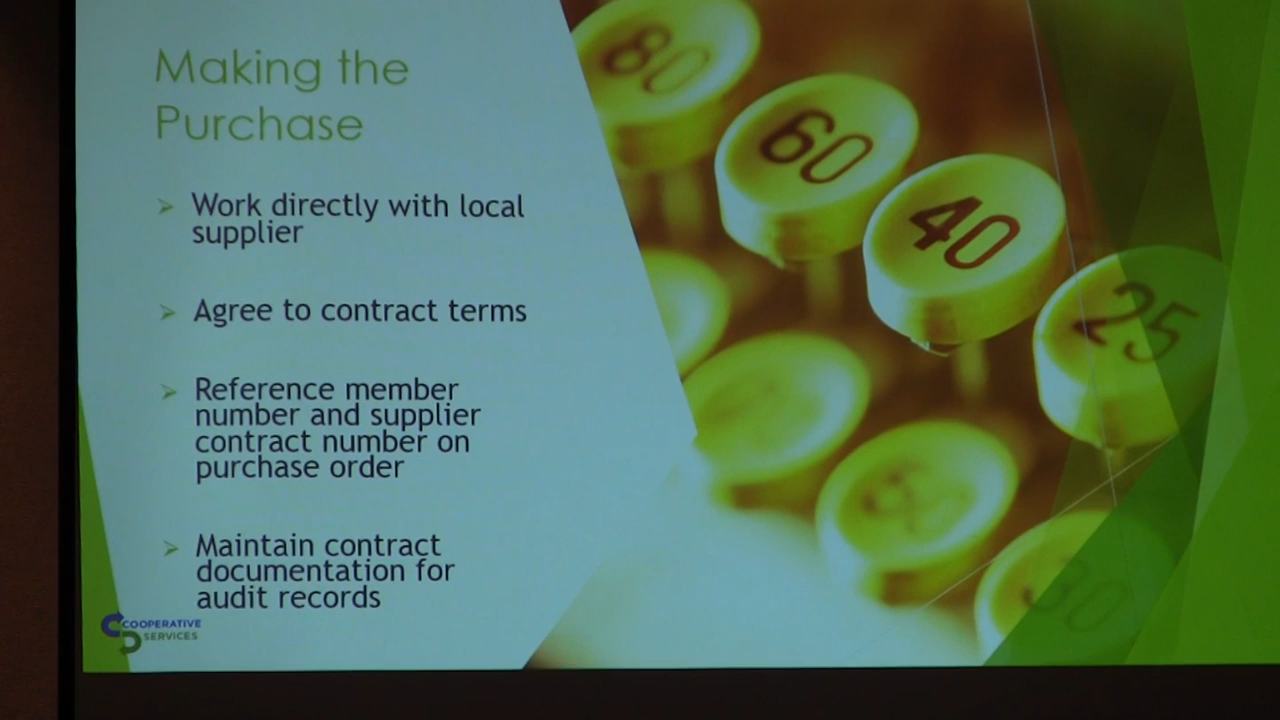 Making the
Purchase
Work directly with local
supplier
Agree to contract terms
Reference member
number and supplier
contract number on
purchase order
Maintain contract
documentation for
audit records
COOPERATIVE
SERVICES
80
60
40
25
30